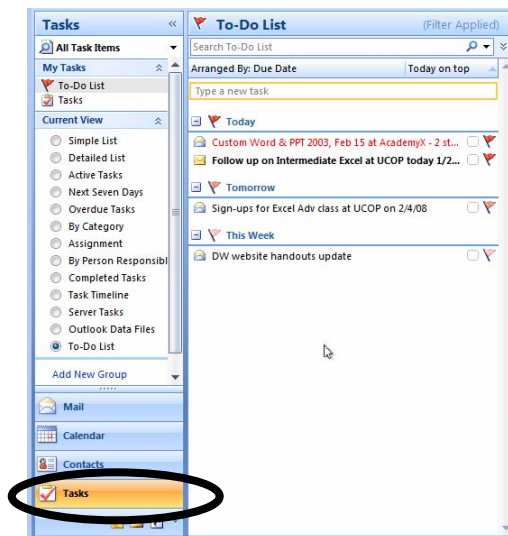 Tasks
All Task Items
My Tasks
To-Do List
Tasks
Current View
Simple List
Detailed List
Active Tasks
Next Seven Days
Overdue Tasks
By Category
Assignment
By Person Responsibl
Completed Tasks
Task Timeline
Server Tasks
Outlook Data Files
To-Do List
Add New Group
Mail
Calendar
Contacts
Tasks
To-Do List (Filter Applied)
Search To-Do List
Arranged By: Due Date Today on top
Type a new task
Today
Custom Word & PPT 2003, Feb 15 at AcademyX - 2 st...
Follow up on Intermediate Excel at UCOP today 1/2...
Tomorrow
Sign-ups for Excel Adv class at UCOP on 2/4/08
This Week
DW website handouts update